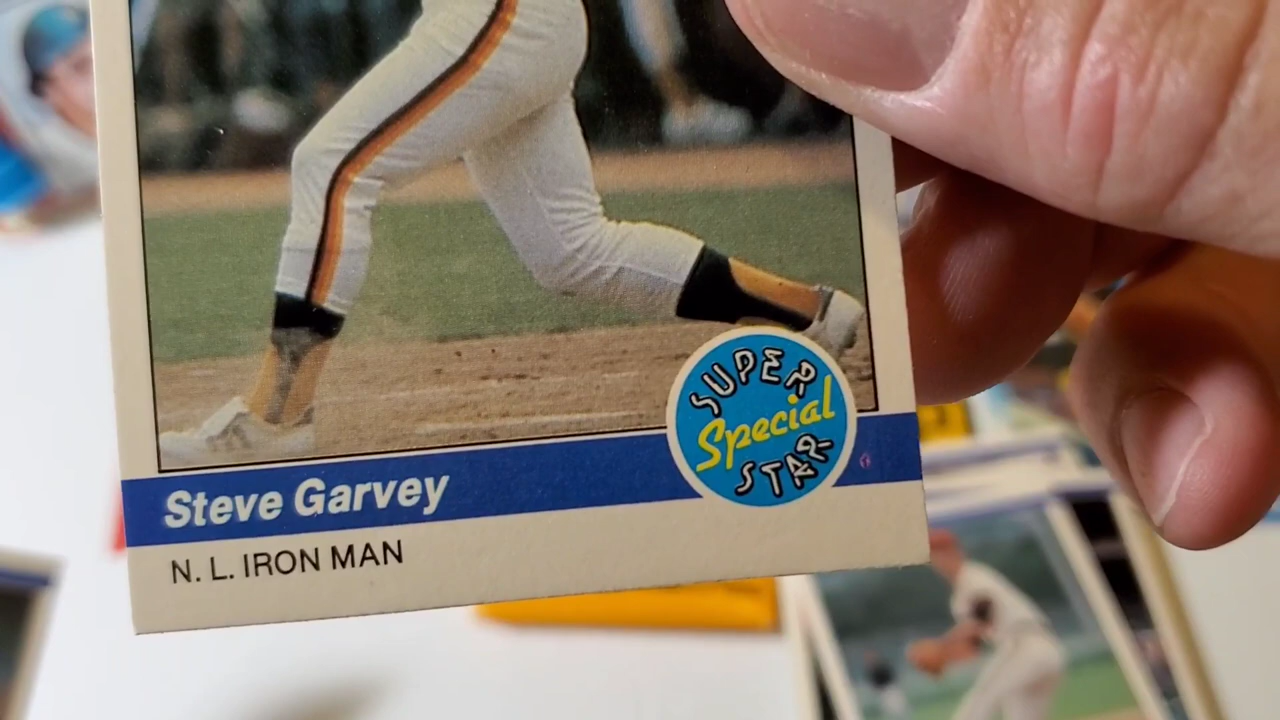 SUPER
Special
STAR
Steve Garvey
N. L. IRON MAN